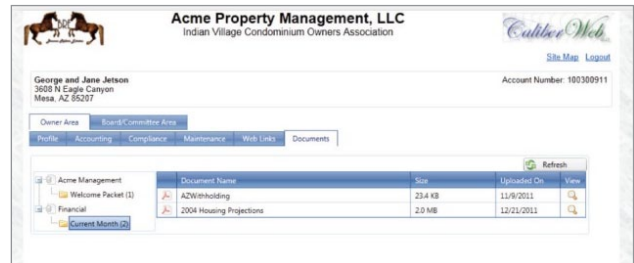 Acme Property Management, LLC
Indian Village Condominium Owners Association
CaliberWeb
Site Map Logout
George and Jane Jetson
3608 N Eagle Canyon
Mesa, AZ 85207
Account Number: 100300911
Owner Area Board/Committee Area
Profile Accounting Compliance Maintenance Web Links Documents
Refresh
Acme Management
Welcome Packet (1)
Financial
Current Month (2)
Document Name Size Uploaded On View
AZWithholding 23.4 KB 11/9/2011
2004 Housing Projections 2.0 MB 12/21/2011